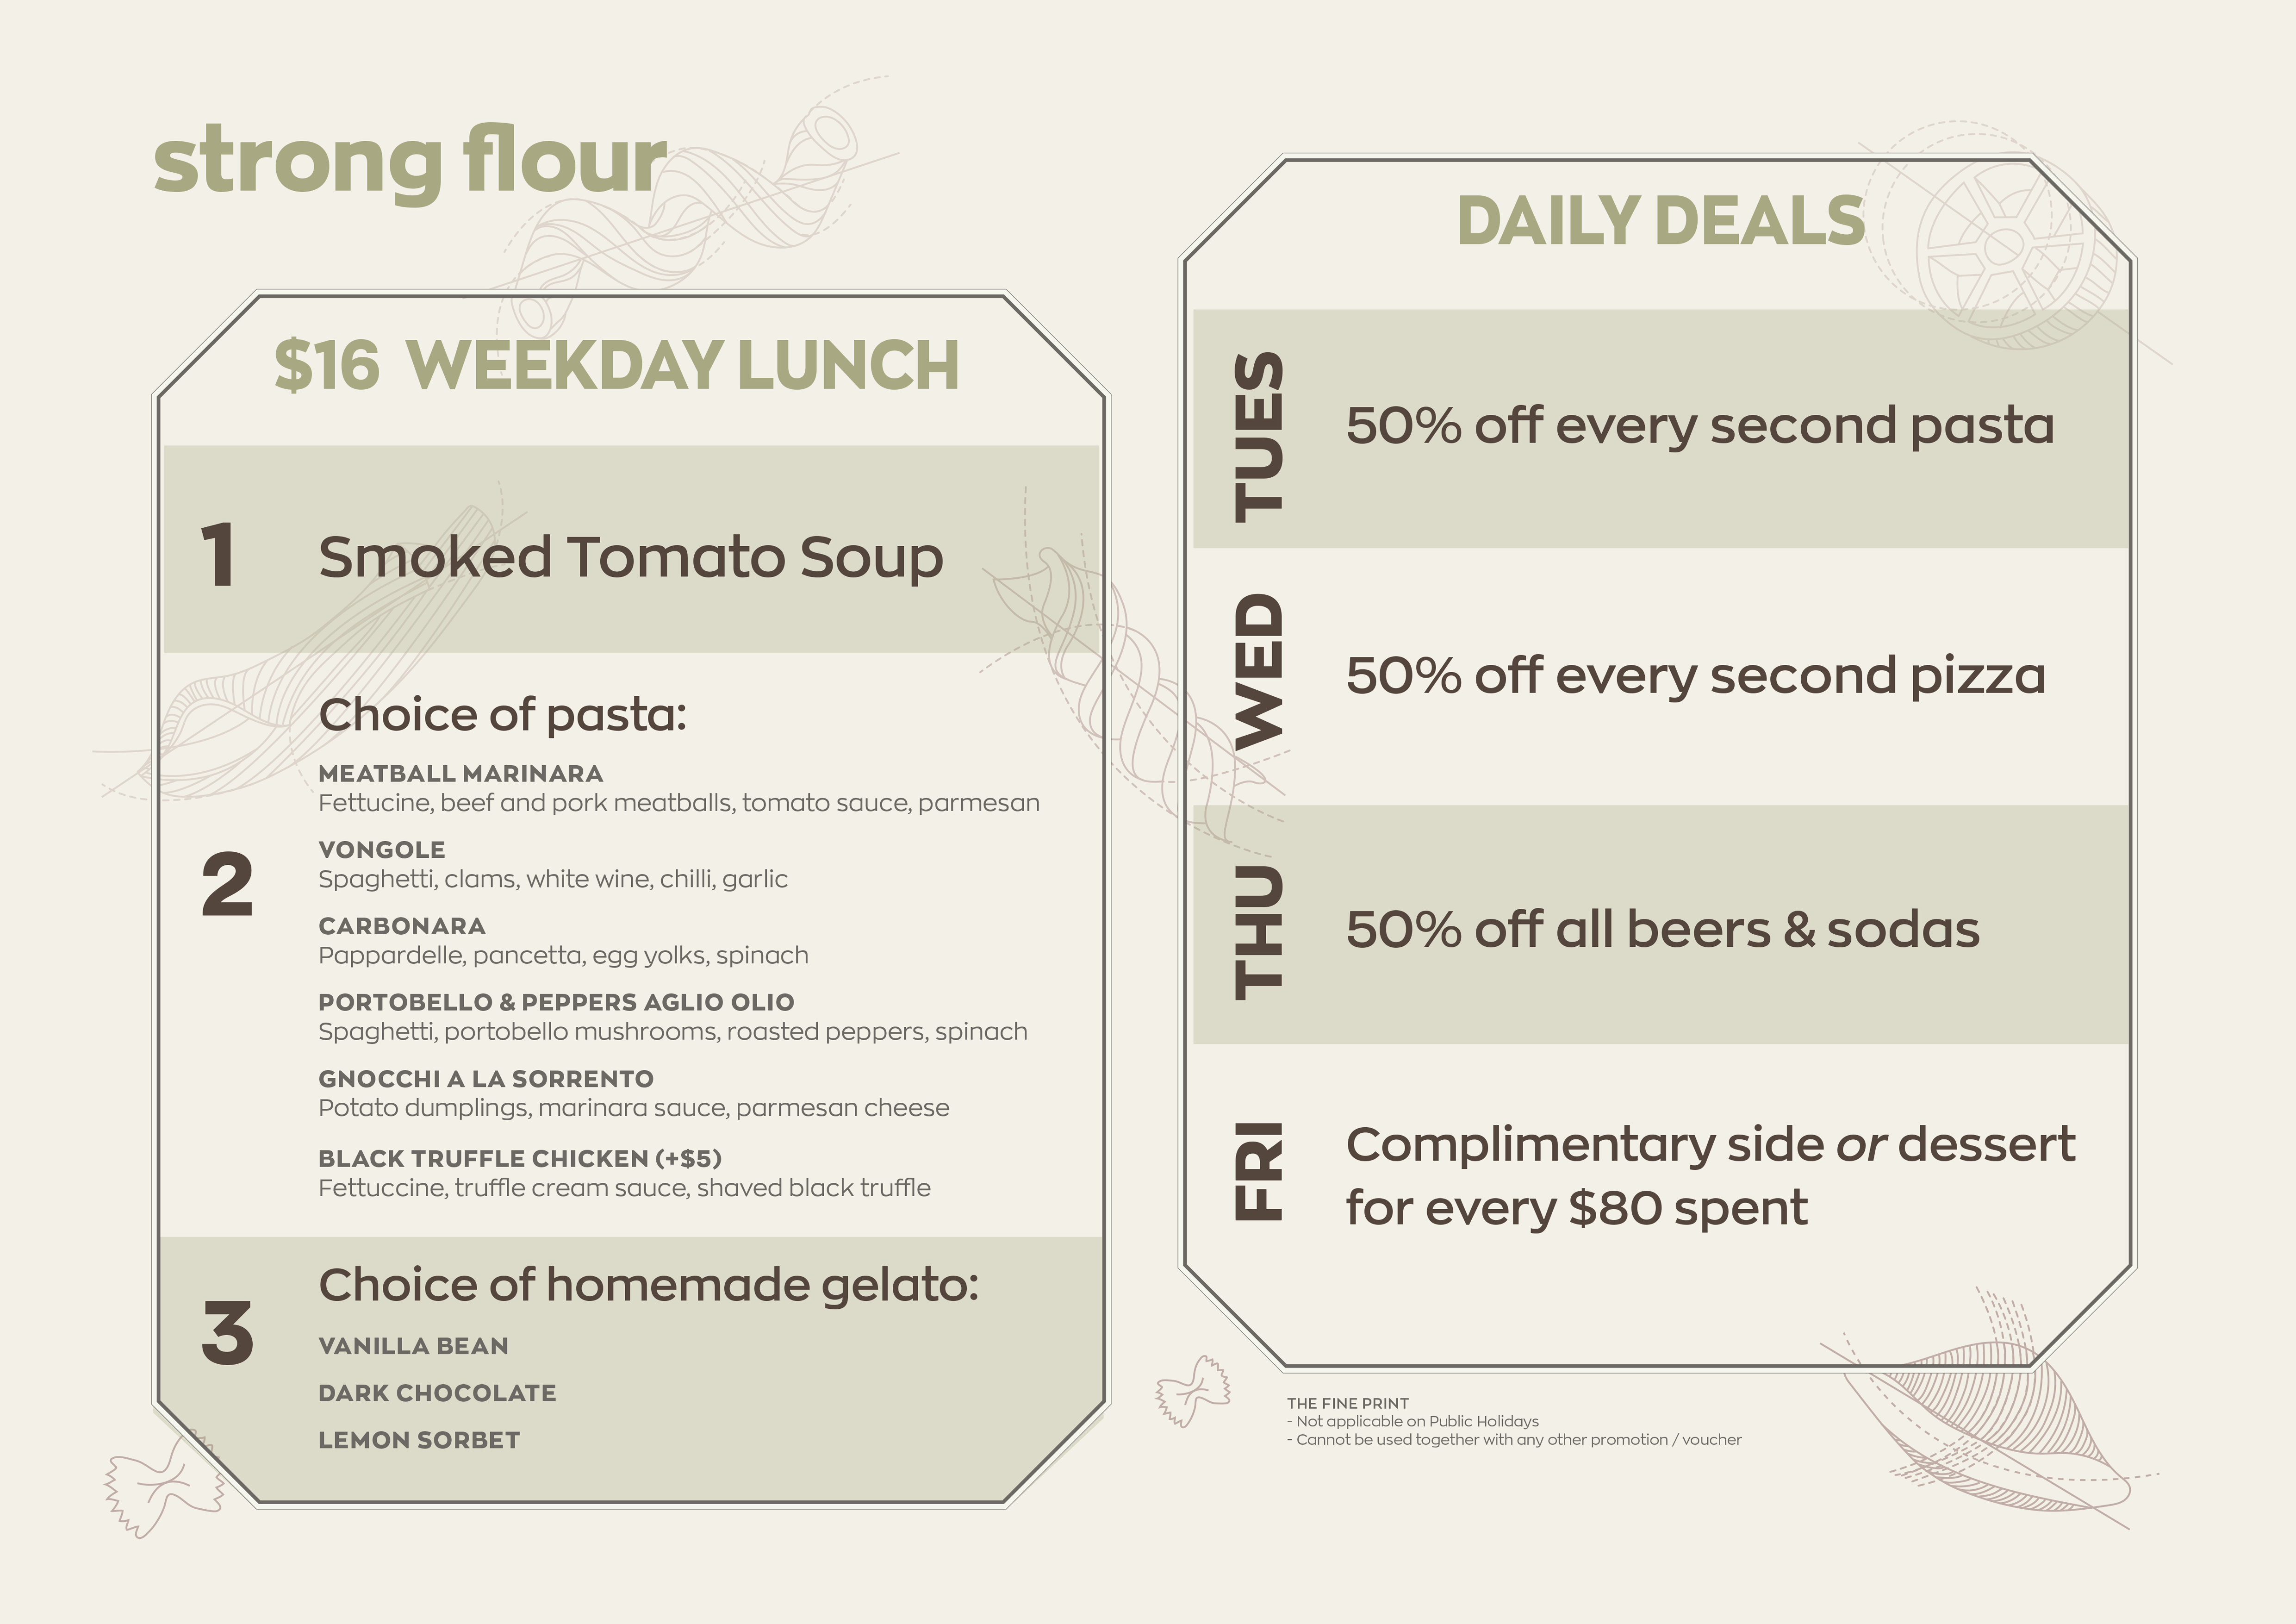 strong flour
$16 WEEKDAY LUNCH
1
Smoked Tomato Soup
2
Choice of pasta:
MEATBALL MARINARA
Fettucine, beef and pork meatballs, tomato sauce, parmesan
VONGOLE
Spaghetti, clams, white wine, chilli, garlic
CARBONARA
Pappardelle, pancetta, egg yolks, spinach
PORTOBELLO & PEPPERS AGLIO OLIO
Spaghetti, portobello mushrooms, roasted peppers, spinach
GNOCCHI A LA SORRENTO
Potato dumplings, marinara sauce, parmesan cheese
BLACK TRUFFLE CHICKEN (+$5)
Fettuccine, truffle cream sauce, shaved black truffle
3
Choice of homemade gelato:
VANILLA BEAN
DARK CHOCOLATE
LEMON SORBET
DAILY DEALS
TUES
50% off every second pasta
WED
50% off every second pizza
THU
50% off all beers & sodas
FRI
Complimentary side or dessert
for every $80 spent
THE FINE PRINT
- Not applicable on Public Holidays
- Cannot be used together with any other promotion / voucher